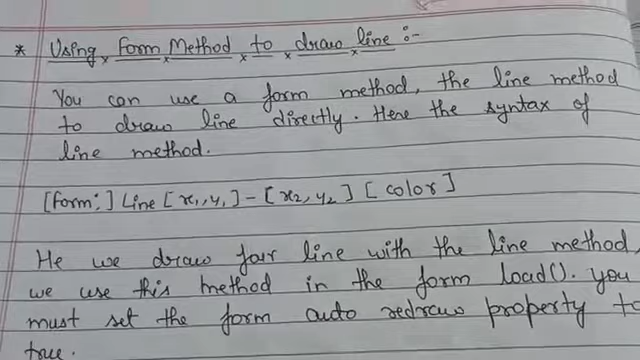 * Using Form Method to draw line :-
You can use a form method, the line method
to draw line directly. Here the syntax of
line method.
[form:] Line [x1, y1] - [x2, y2] [color]
He we draw four line with the line method,
we use this method in the form load(). you
must set the form auto redraw property to
true.